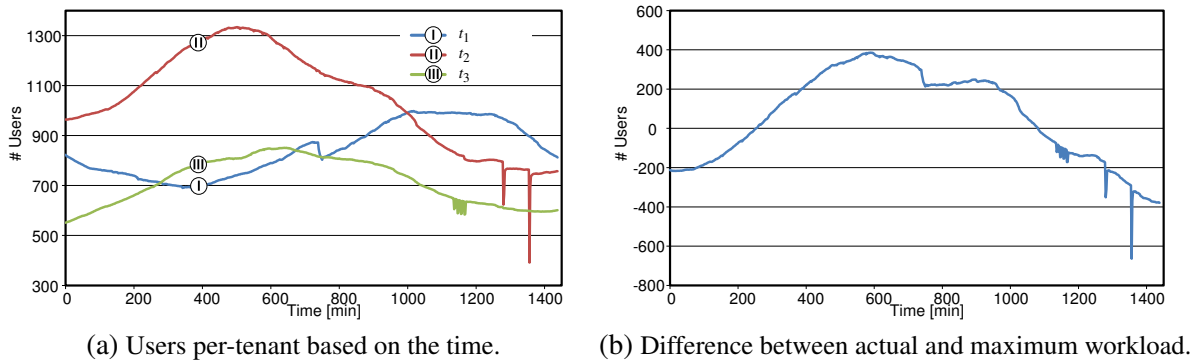 1300
1100
900
700
500
300
# Users
I t1
II t2
III t3
II
III
I
0 200 400 600 800 1000 1200 1400
Time [min]
(a) Users per-tenant based on the time.
600
400
200
0
-200
-400
-600
-800
# Users
0 200 400 600 800 1000 1200 1400
Time [min]
(b) Difference between actual and maximum workload.